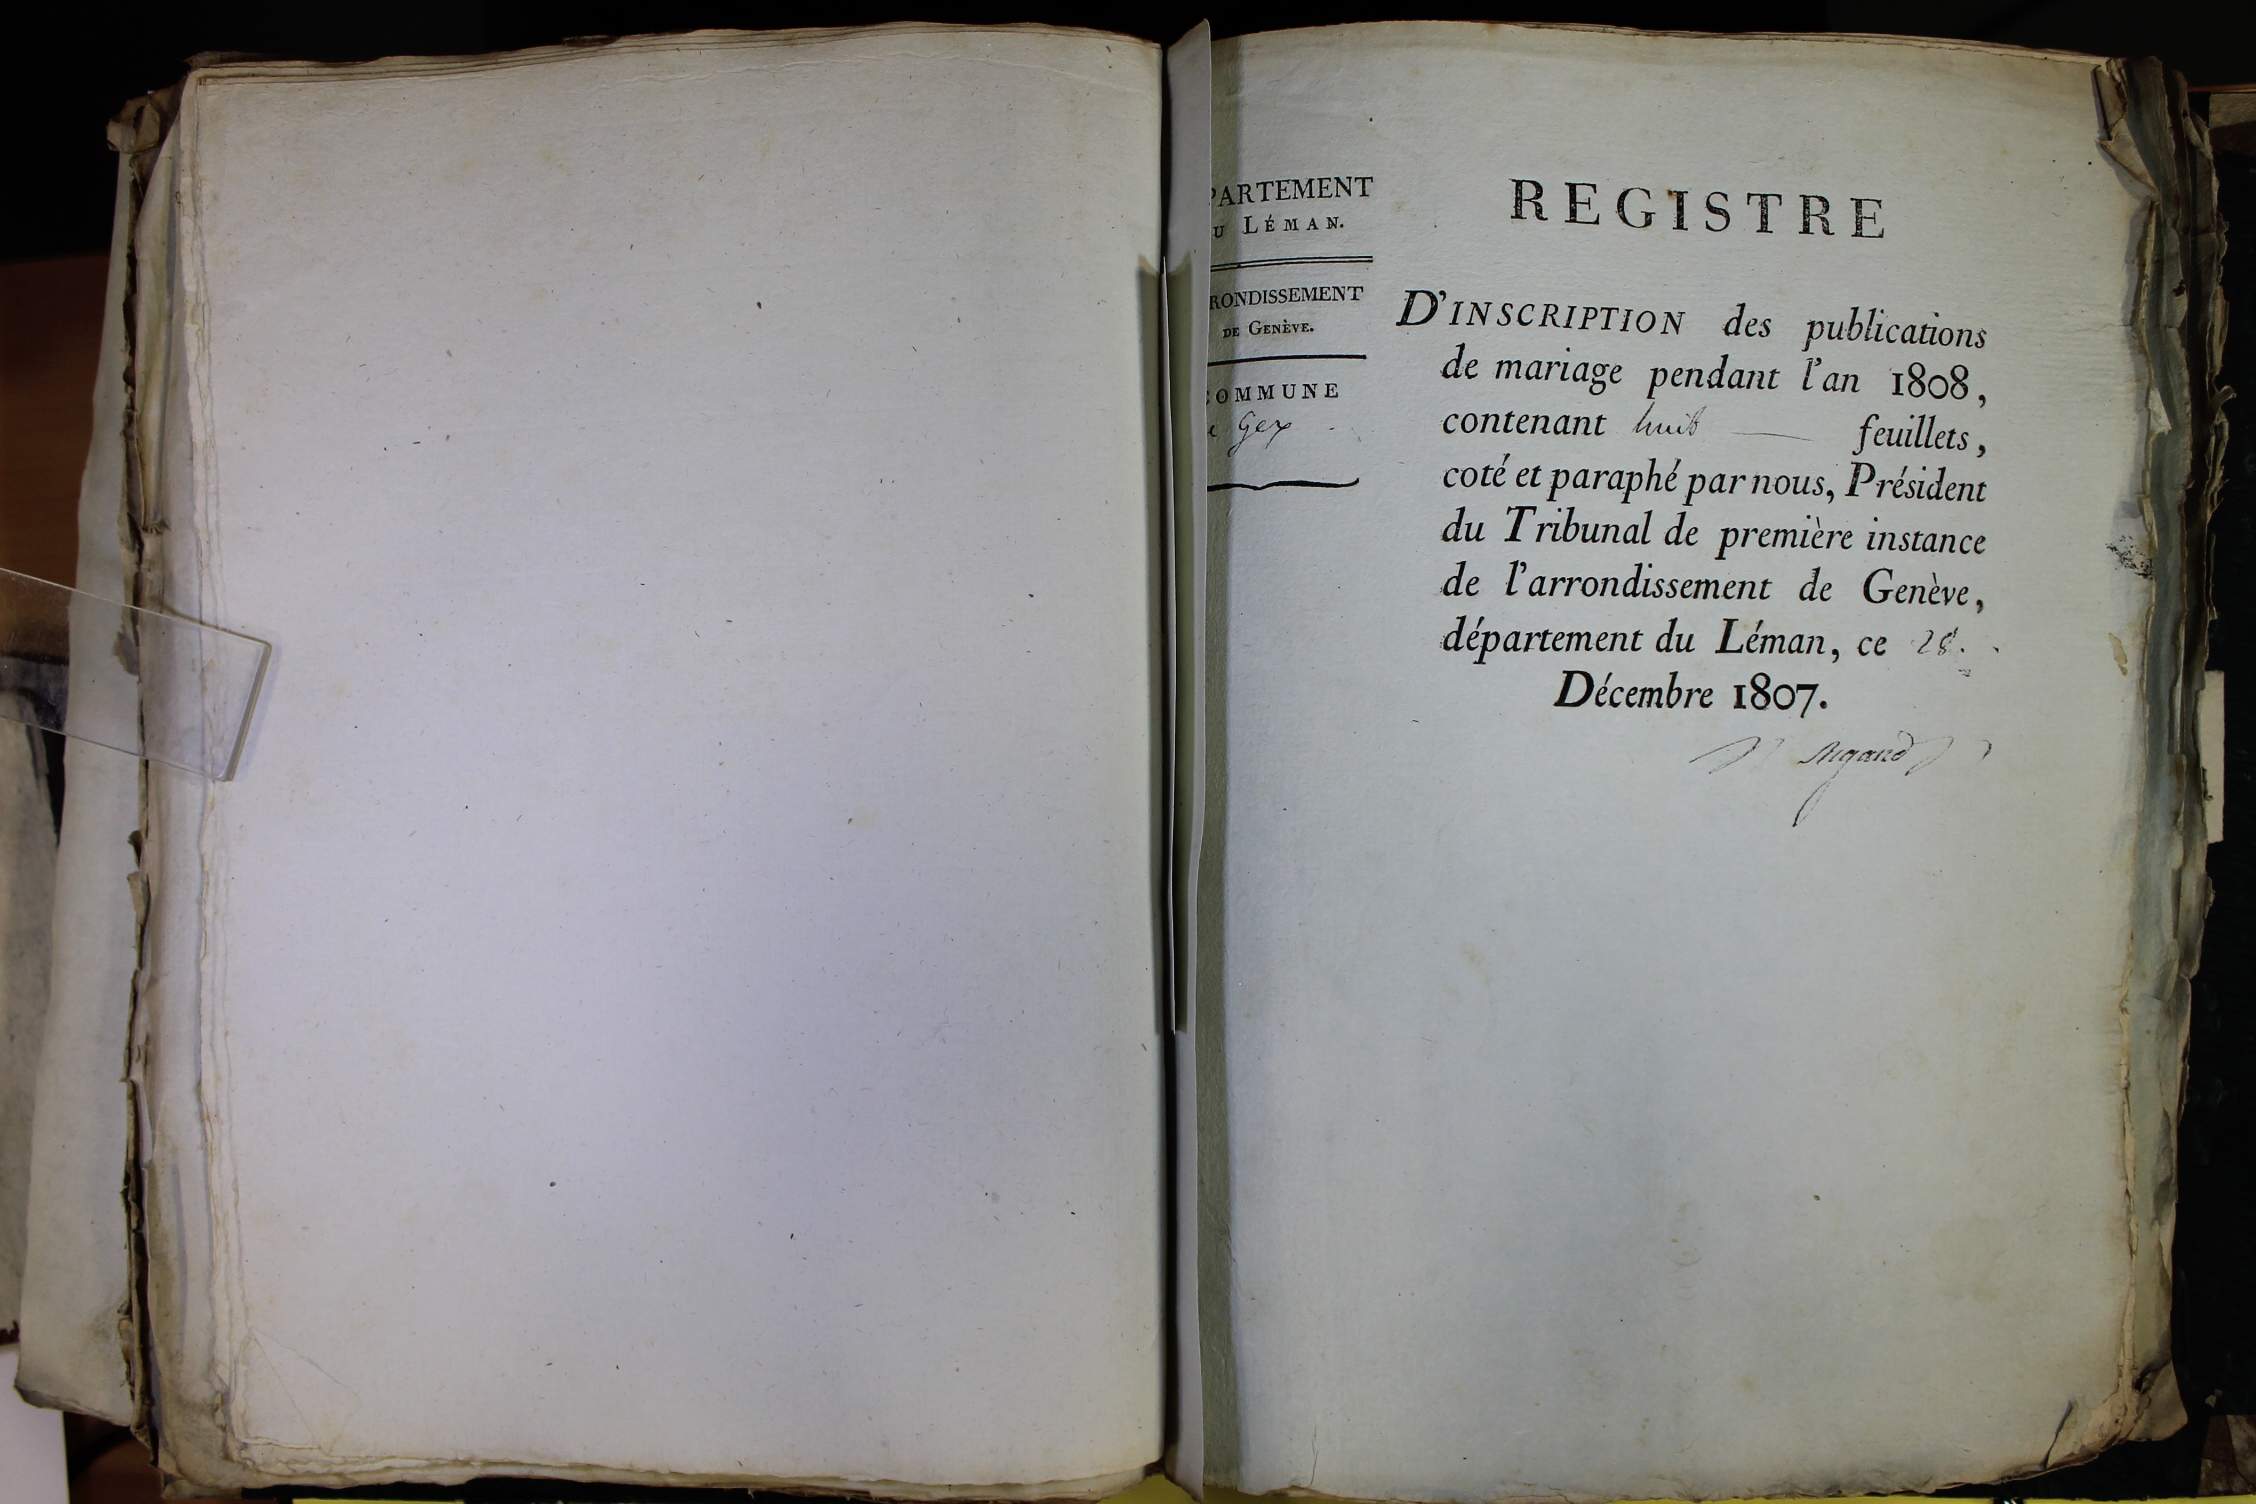 PARTEMENT
U LÉMAN.
RONDISSEMENT
DE GENÈVE.
COMMUNE
Gex
REGISTRE
D'INSCRIPTION des publications
de mariage pendant l'an 1808,
contenant huit — feuillets,
coté et paraphé par nous, Président
du Tribunal de première instance
de l'arrondissement de Genève,
département du Léman, ce 28.
Décembre 1807.